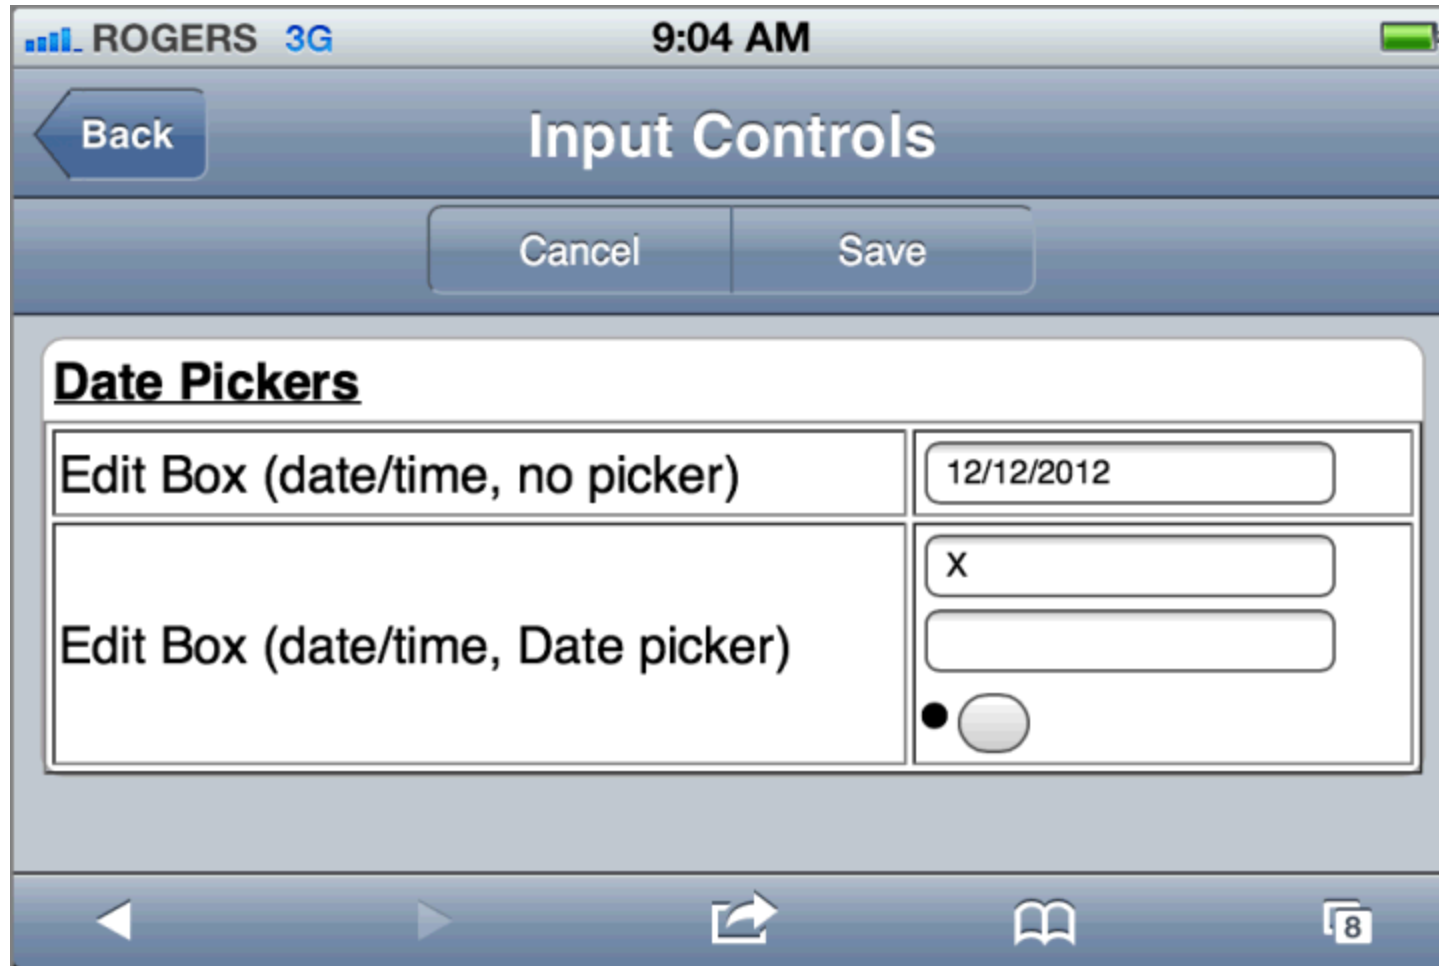 ROGERS 3G 9:04 AM
Back Input Controls
Cancel Save
Date Pickers
Edit Box (date/time, no picker) 12/12/2012
x
Edit Box (date/time, Date picker)
8